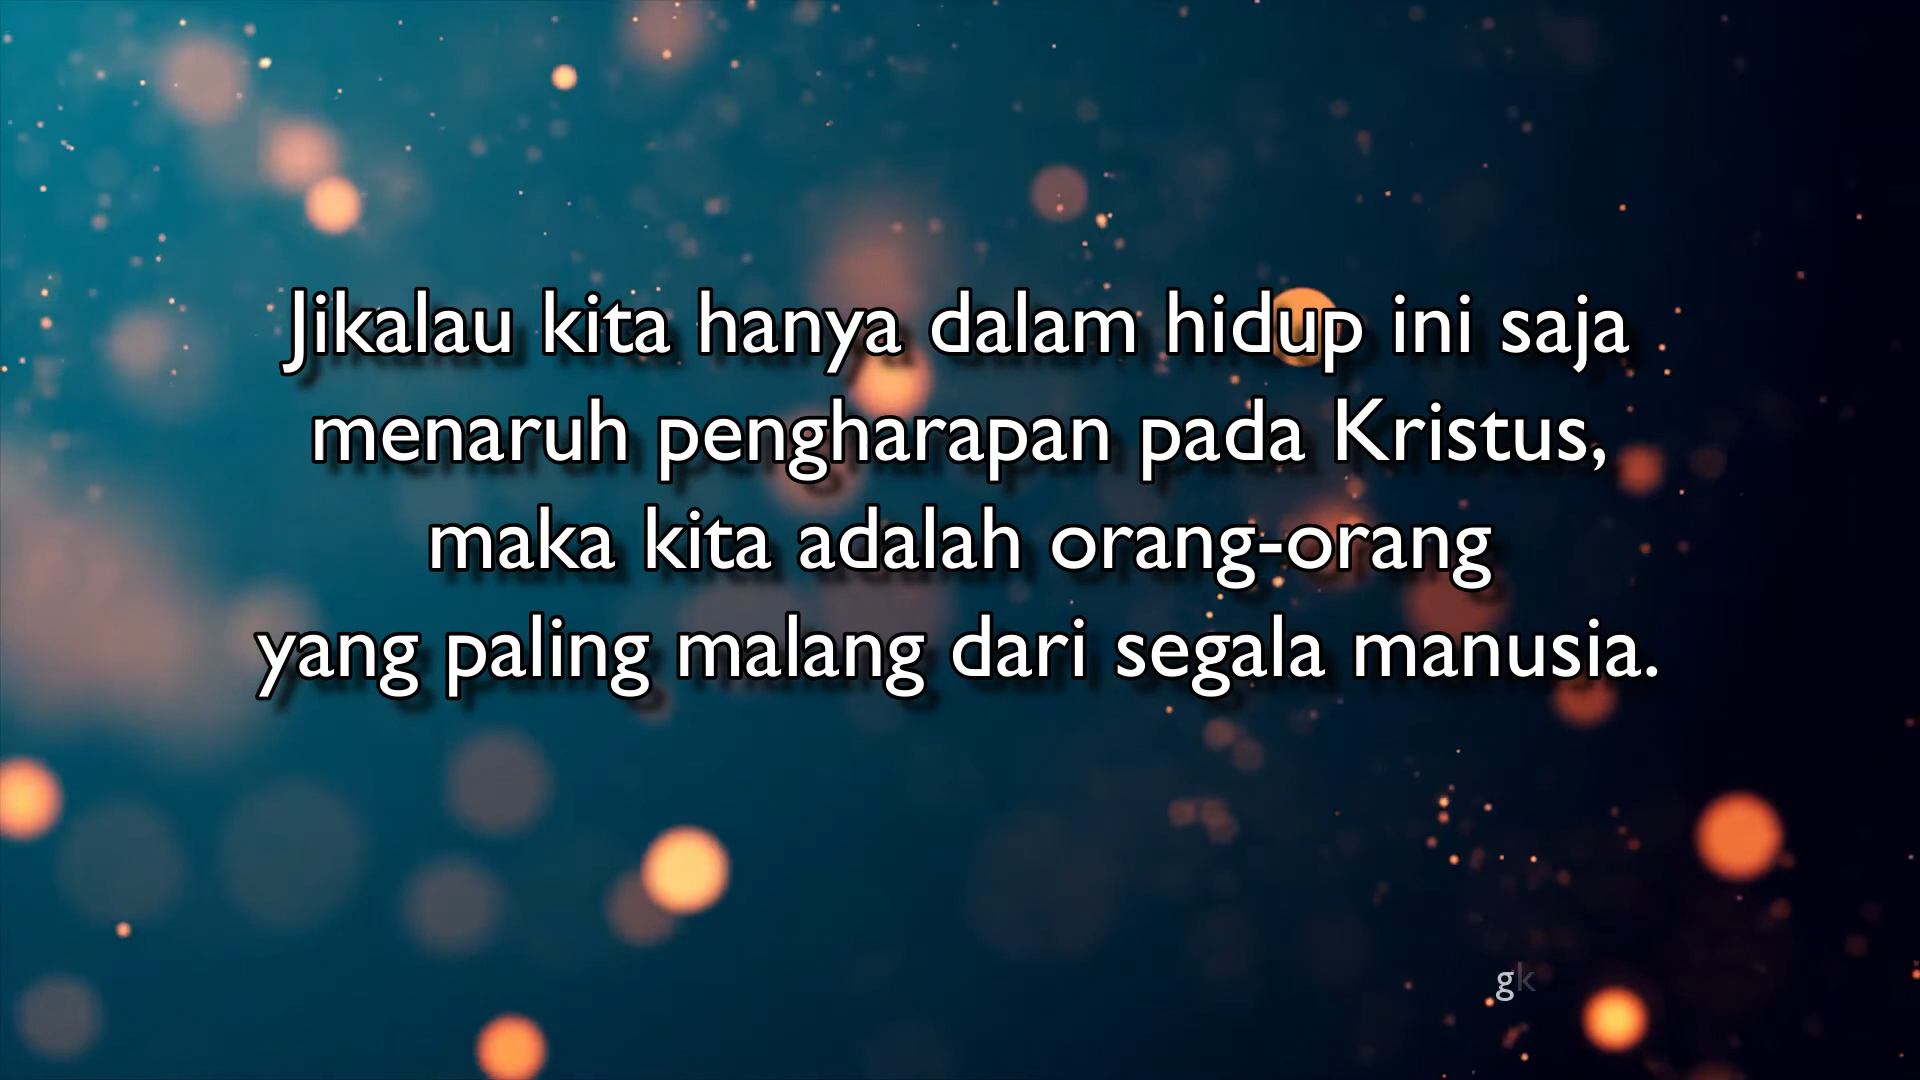 Jikalau kita hanya dalam hidup ini saja
menaruh pengharapan pada Kristus,
maka kita adalah orang-orang
yang paling malang dari segala manusia.
gk